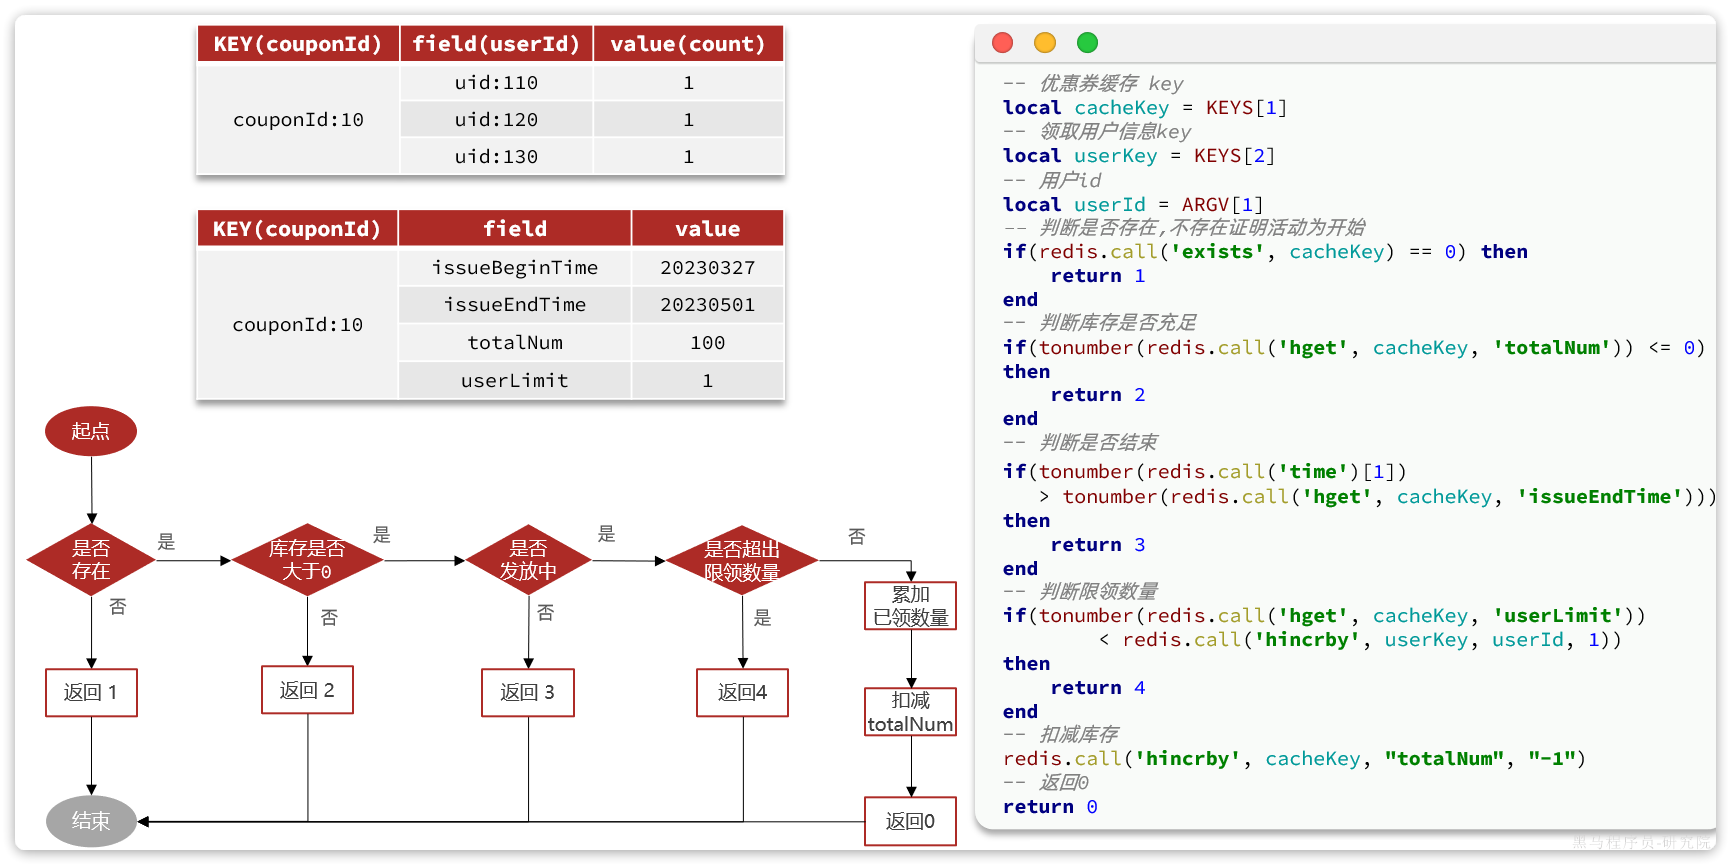 KEY(couponId) field(userId) value(count)
couponId:10
uid:110 1
uid:120 1
uid:130 1
KEY(couponId) field value
couponId:10
issueBeginTime 20230327
issueEndTime 20230501
totalNum 100
userLimit 1
起点
是否
存在
是
否
库存是否
大于0
是
否
是否
发放中
是
否
是否超出
限领数量
否
是
累加
已领数量
扣减
totalNum
返回 1
返回 2
返回 3
返回4
返回0
结束
-- 优惠券缓存 key
local cacheKey = KEYS[1]
-- 领取用户信息key
local userKey = KEYS[2]
-- 用户id
local userId = ARGV[1]
-- 判断是否存在,不存在证明活动为开始
if(redis.call('exists', cacheKey) == 0) then
return 1
end
-- 判断库存是否充足
if(tonumber(redis.call('hget', cacheKey, 'totalNum')) <= 0)
then
return 2
end
-- 判断是否结束
if(tonumber(redis.call('time')[1])
> tonumber(redis.call('hget', cacheKey, 'issueEndTime')))
then
return 3
end
-- 判断限领数量
if(tonumber(redis.call('hget', cacheKey, 'userLimit'))
< redis.call('hincrby', userKey, userId, 1))
then
return 4
end
-- 扣减库存
redis.call('hincrby', cacheKey, "totalNum", "-1")
-- 返回0
return 0
黑马程序员-研究院